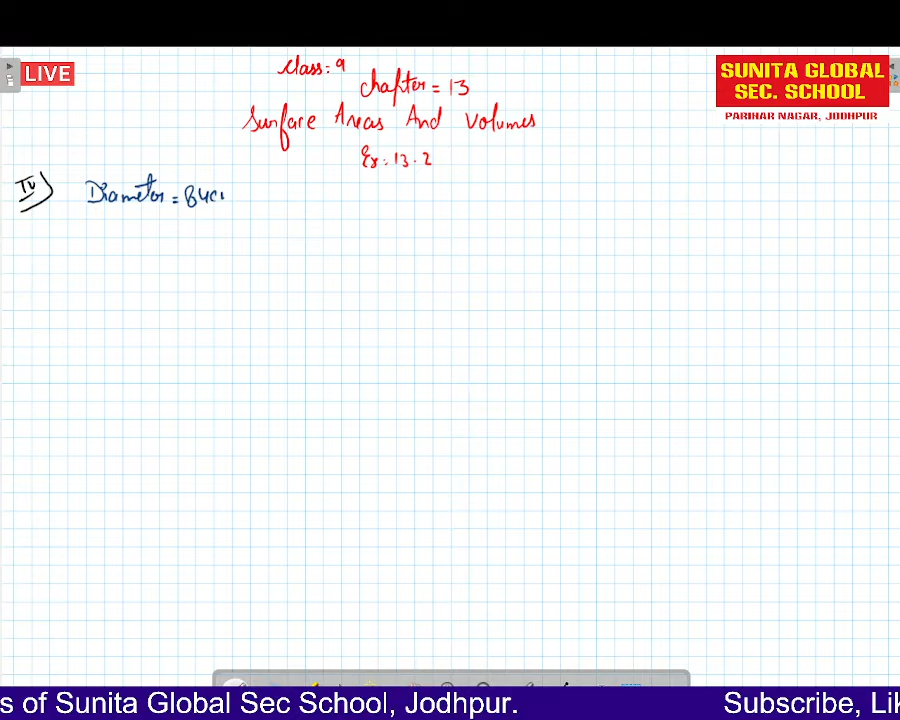 Class: 9
LIVE
SUNITA GLOBAL
SEC. SCHOOL
PARIHAR NAGAR, JODHPUR
Chapter = 13
Surface Areas And Volumes
Ex: 13.2
IV) Diameter = 84c
s of Sunita Global Sec School, Jodhpur. Subscribe, Lik